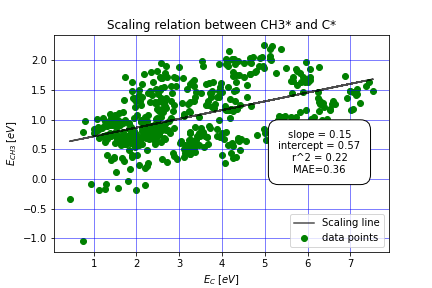 Scaling relation between CH3* and C*
E_CH3 [eV]
2.0
1.5
1.0
0.5
0.0
−0.5
−1.0
slope = 0.15
intercept = 0.57
r^2 = 0.22
MAE=0.36
Scaling line
data points
1 2 3 4 5 6 7
E_C [eV]